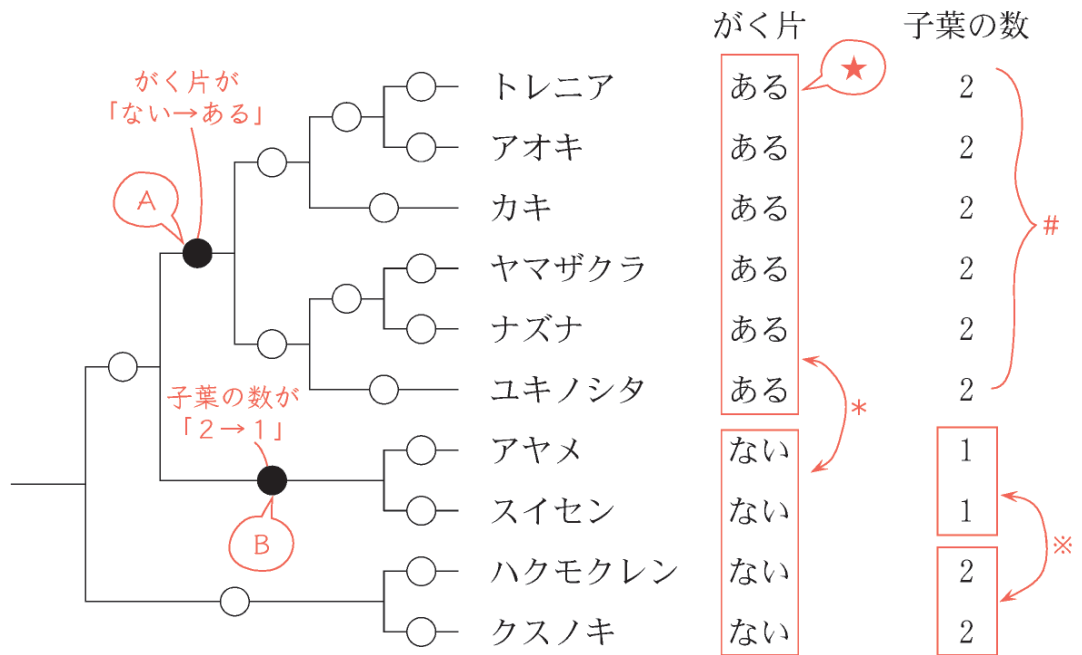 がく片 子葉の数
がく片が
「ない→ある」
A
★
トレニア ある 2
アオキ ある 2
カキ ある 2
#
ヤマザクラ ある 2
ナズナ ある 2
ユキノシタ ある 2
*
子葉の数が
「2→1」
B
アヤメ ない 1
スイセン ない 1
※
ハクモクレン ない 2
クスノキ ない 2